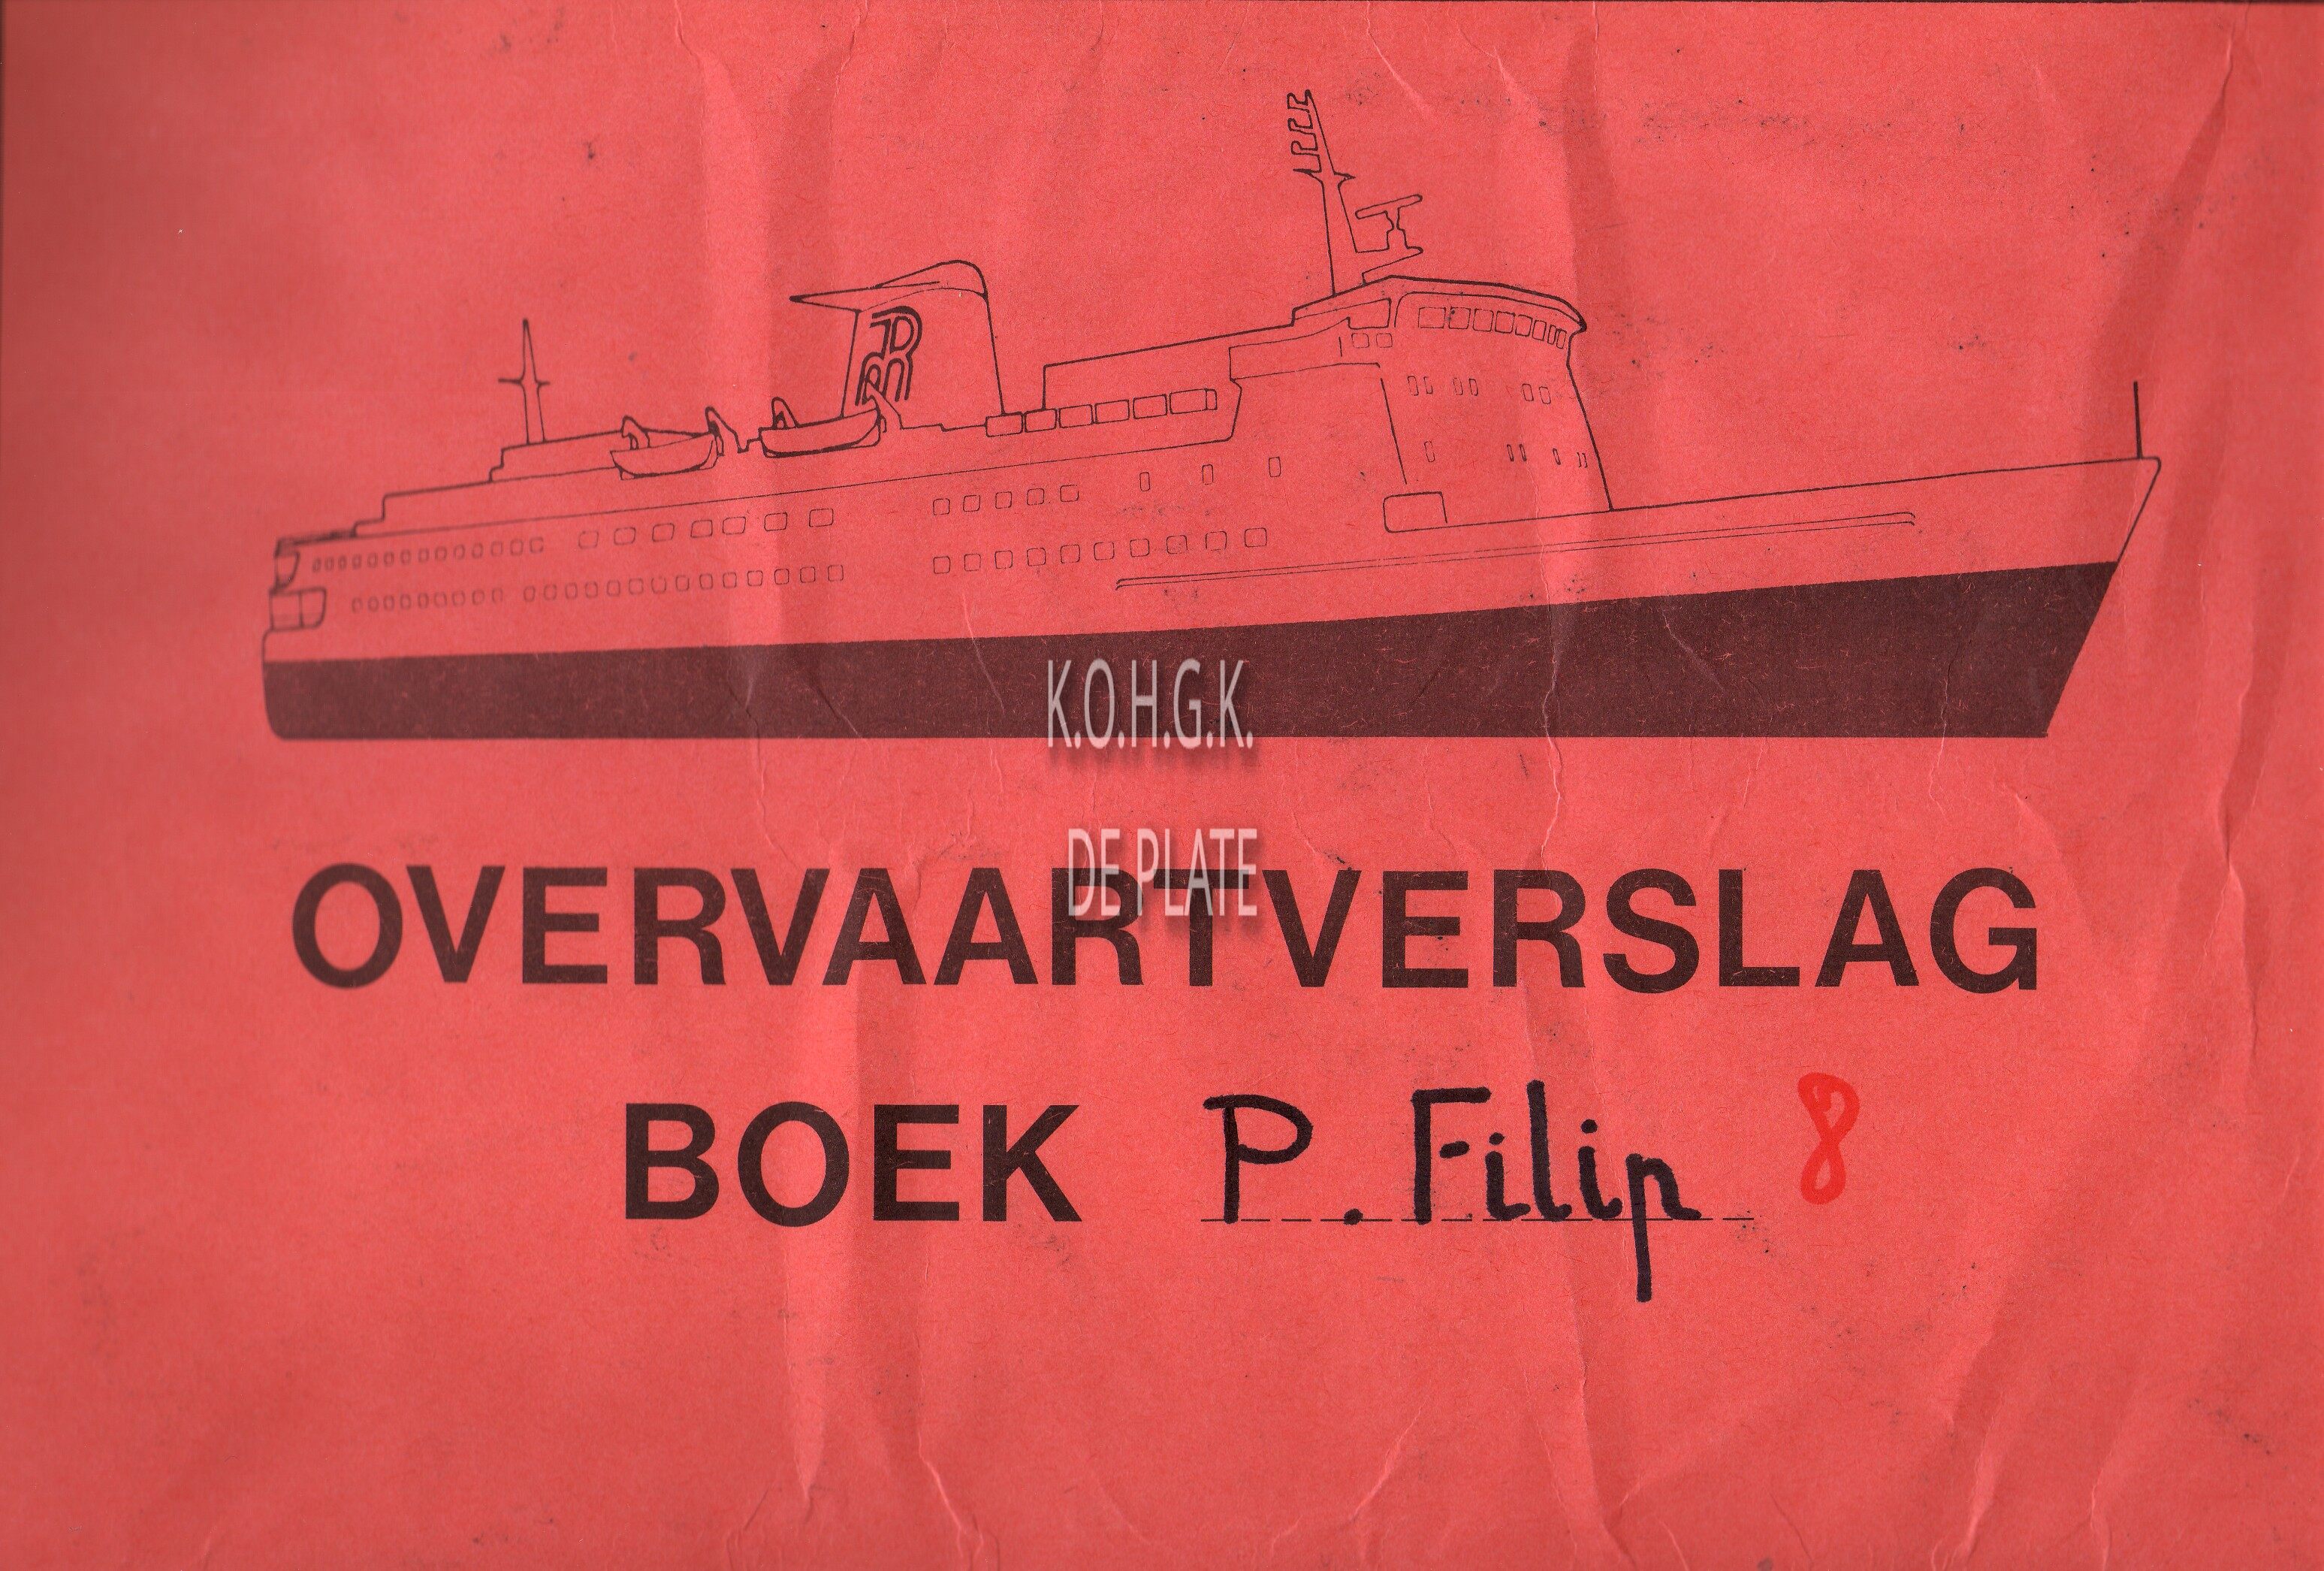 K.O.H.G.K.
DE PLATE
OVERVAARTVERSLAG
BOEK P. Filip 8